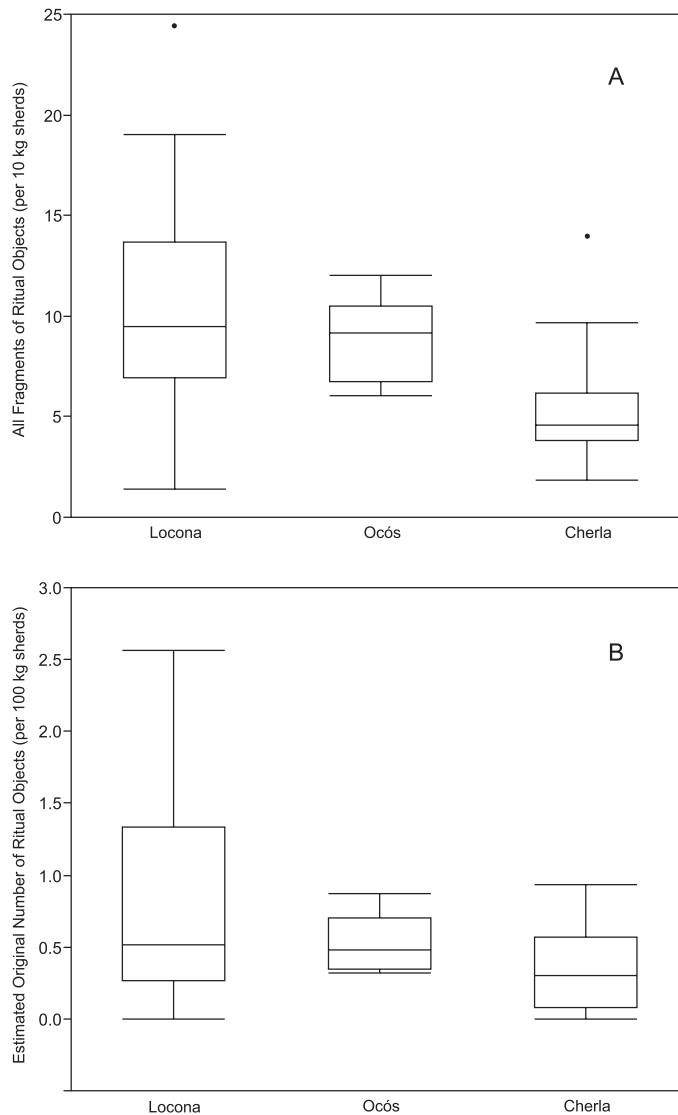 All Fragments of Ritual Objects (per 10 kg sherds)
25
20
15
10
5
0
A
Locona Ocós Cherla
Estimated Original Number of Ritual Objects (per 100 kg sherds)
3.0
2.5
2.0
1.5
1.0
0.5
0.0
B
Locona Ocós Cherla